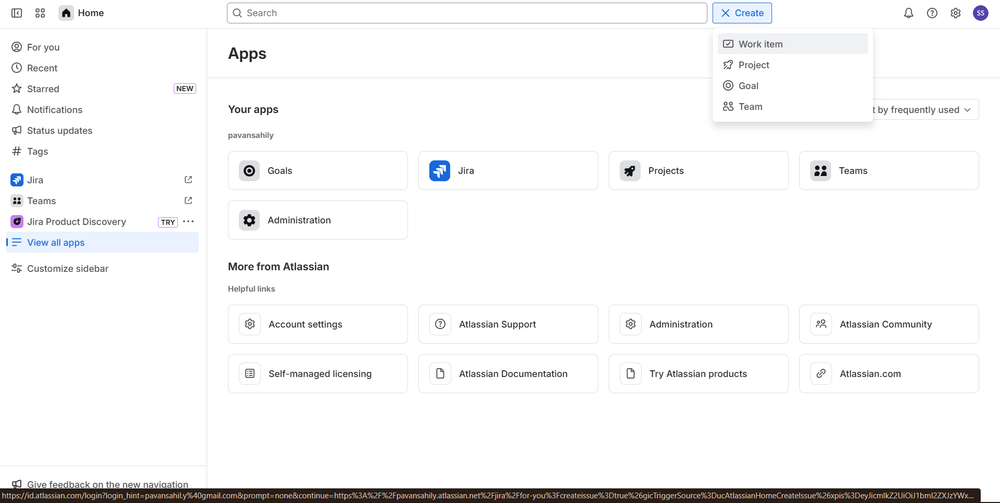 Home
Search
Create
SS
Work item
Project
Goal
Team
For you
Recent
Starred
NEW
Notifications
Status updates
Tags
Jira
Teams
Jira Product Discovery
TRY
View all apps
Customize sidebar
Give feedback on the new navigation
Apps
Your apps
t by frequently used
pavansahily
Goals
Jira
Projects
Teams
Administration
More from Atlassian
Helpful links
Account settings
Atlassian Support
Administration
Atlassian Community
Self-managed licensing
Atlassian Documentation
Try Atlassian products
Atlassian.com
https://id.atlassian.com/login?login_hint=pavansahil.y%40gmail.com&prompt=none&continue=https%3A%2F%2Fpavansahily.atlassian.net%2Fjira%2Ffor-you%3Fcreateissue%3Dtrue%26gicTriggerSource%3DucAtlassianHomeCreateIssue%26xpis%3DeyJicmlkZ2UiOiJ1bml2ZXJzYWx...